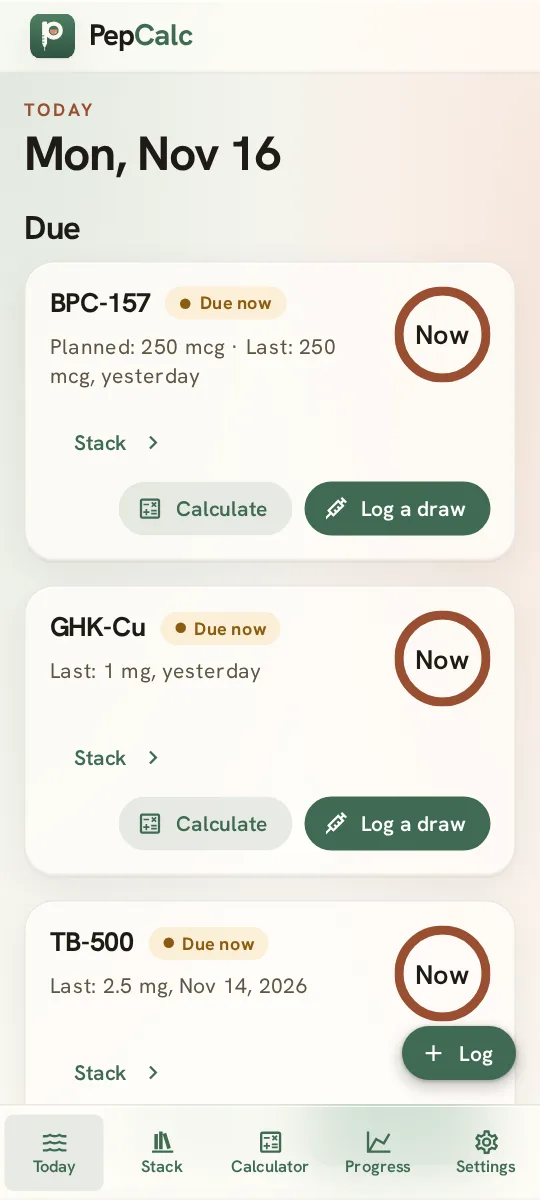 PepCalc
TODAY
Mon, Nov 16
Due
BPC-157 Due now
Now
Planned: 250 mcg · Last: 250
mcg, yesterday
Stack
Calculate Log a draw
GHK-Cu Due now
Now
Last: 1 mg, yesterday
Stack
Calculate Log a draw
TB-500 Due now
Now
Last: 2.5 mg, Nov 14, 2026
+ Log
Stack
Today Stack Calculator Progress Settings